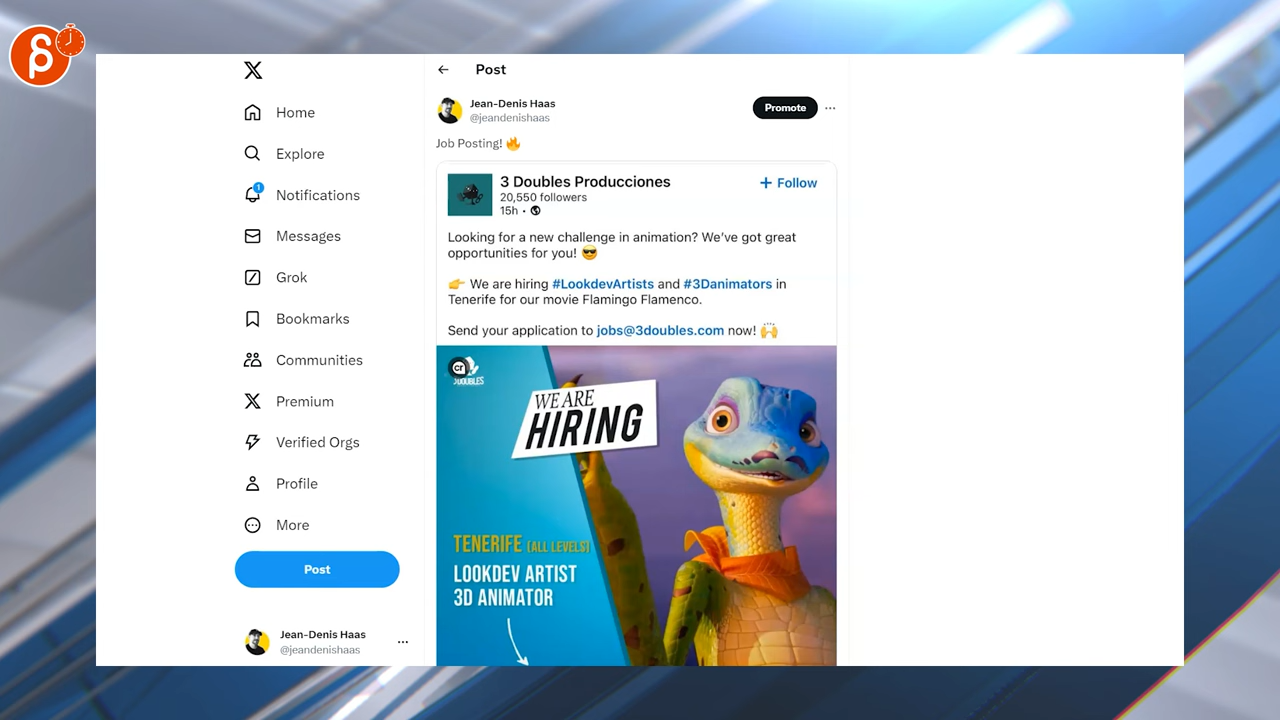 Post
Jean-Denis Haas
@jeandenishaas
Promote
Job Posting! 🔥
Home
Explore
1
Notifications
Messages
Grok
Bookmarks
Communities
Premium
Verified Orgs
Profile
More
Post
Jean-Denis Haas
@jeandenishaas
3 Doubles Producciones
20,550 followers
15h •
+ Follow
Looking for a new challenge in animation? We've got great
opportunities for you! 😎
👉 We are hiring #LookdevArtists and #3Danimators in
Tenerife for our movie Flamingo Flamenco.
Send your application to jobs@3doubles.com now! 🙌
cr
3DOUBLES
WE ARE
HIRING
TENERIFE (ALL LEVELS)
LOOKDEV ARTIST
3D ANIMATOR